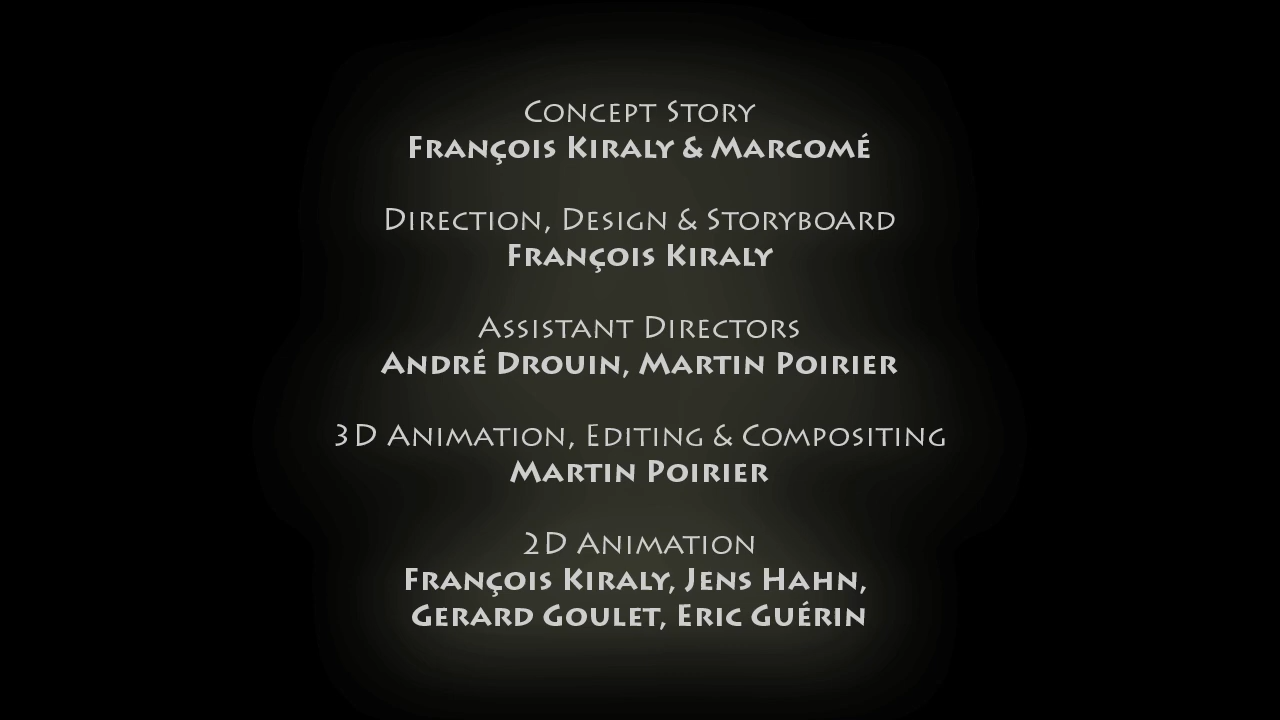 Concept Story
François Kiraly & Marcomé
Direction, Design & Storyboard
François Kiraly
Assistant Directors
André Drouin, Martin Poirier
3D Animation, Editing & Compositing
Martin Poirier
2D Animation
François Kiraly, Jens Hahn,
Gerard Goulet, Eric Guérin